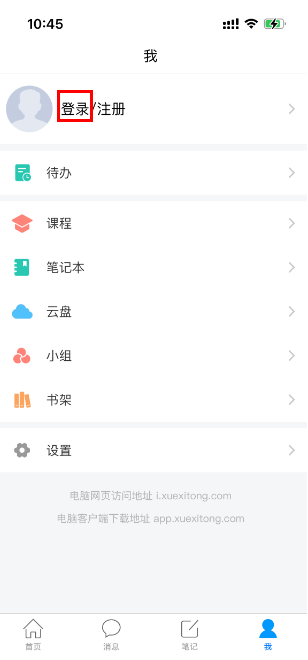 10:45
我
登录/注册
待办
课程
笔记本
云盘
小组
书架
设置
电脑网页访问地址 i.xuexitong.com
电脑客户端下载地址 app.xuexitong.com
首页 消息 笔记 我